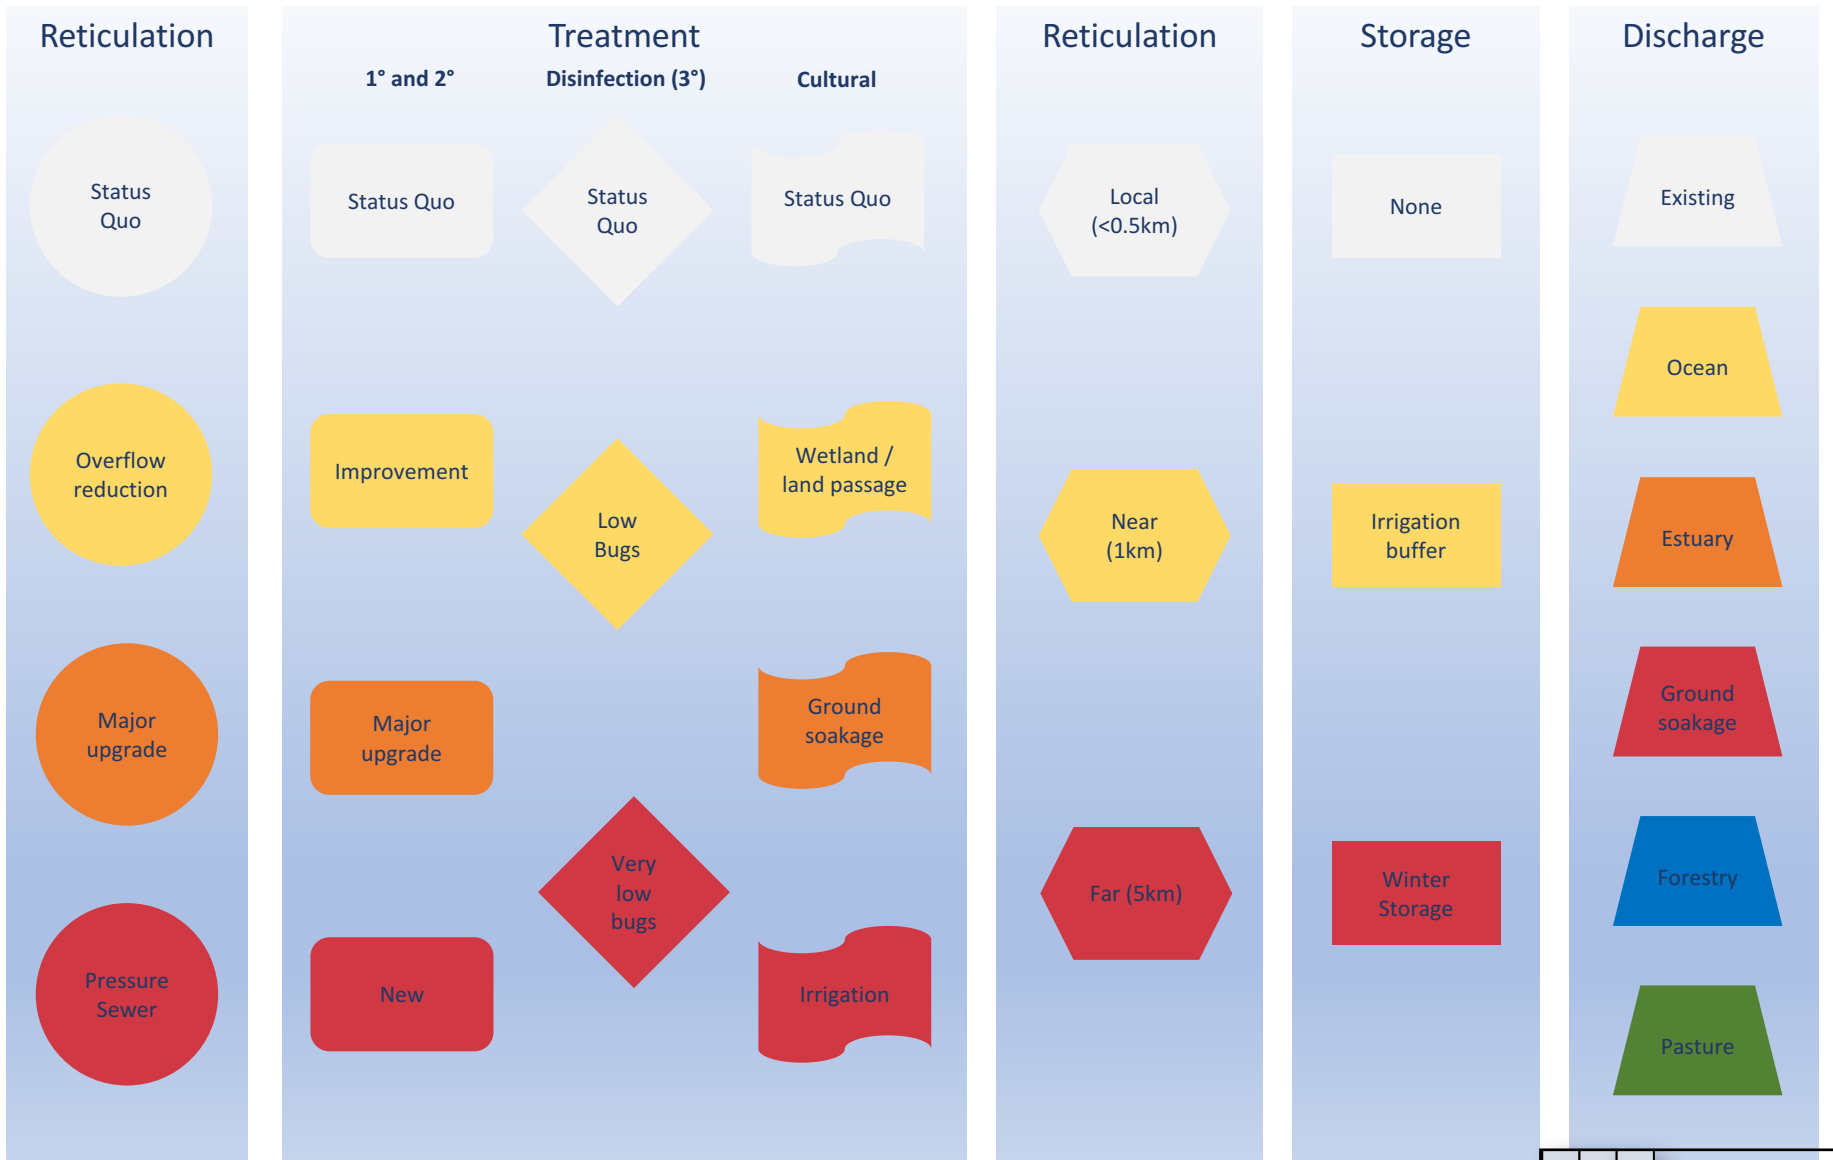 Reticulation
Status
Quo
Overflow
reduction
Major
upgrade
Pressure
Sewer
Treatment
1° and 2°
Disinfection (3°)
Cultural
Status Quo
Improvement
Major
upgrade
New
Status
Quo
Low
Bugs
Very
low
bugs
Status Quo
Wetland /
land passage
Ground
soakage
Irrigation
Reticulation
Local
(<0.5km)
Near
(1km)
Far (5km)
Storage
None
Irrigation
buffer
Winter
Storage
Discharge
Existing
Ocean
Estuary
Ground
soakage
Forestry
Pasture